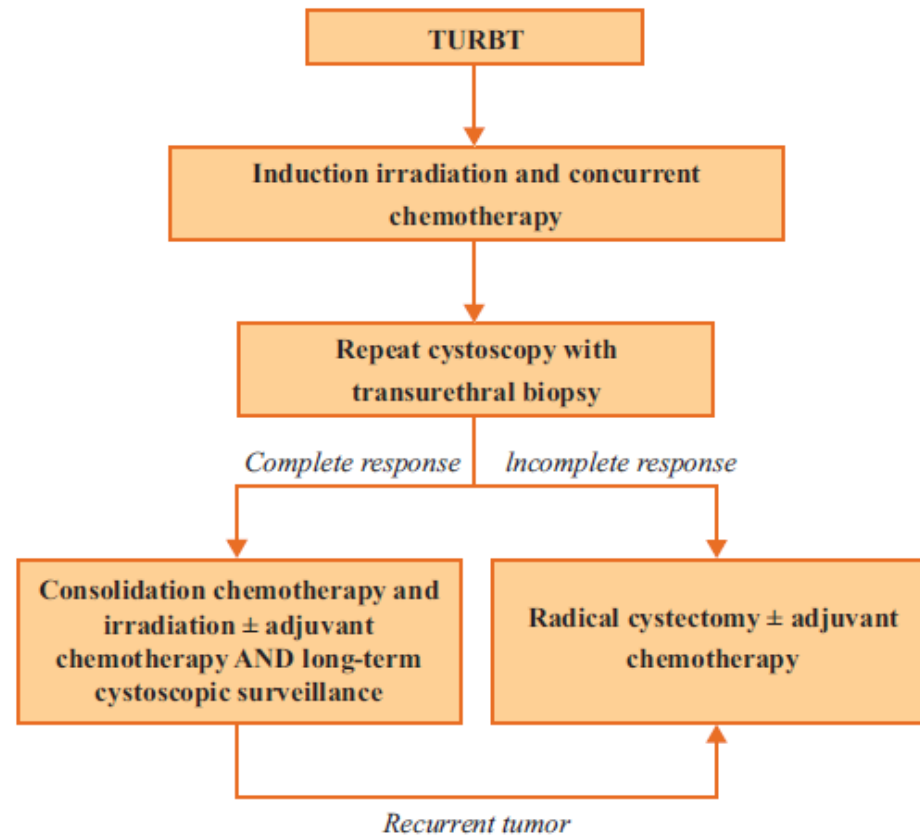 TURBT
Induction irradiation and concurrent
chemotherapy
Repeat cystoscopy with
transurethral biopsy
Complete response
Incomplete response
Consolidation chemotherapy and
irradiation ± adjuvant
chemotherapy AND long-term
cystoscopic surveillance
Radical cystectomy ± adjuvant
chemotherapy
Recurrent tumor